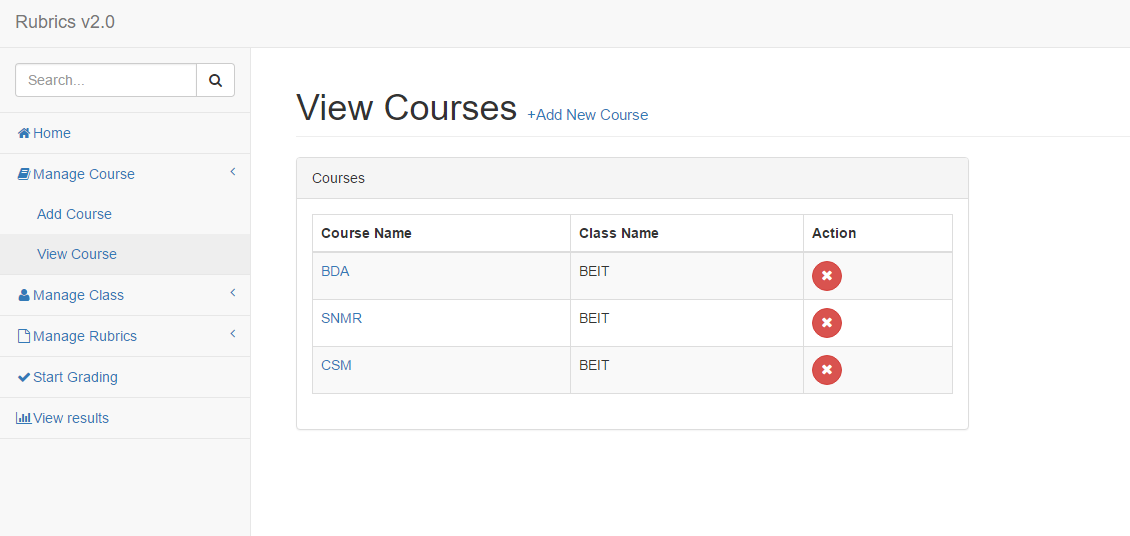 Rubrics v2.0
Search...
Home
Manage Course
Add Course
View Course
Manage Class
Manage Rubrics
Start Grading
View results
View Courses +Add New Course
Courses
Course Name Class Name Action
BDA BEIT
SNMR BEIT
CSM BEIT